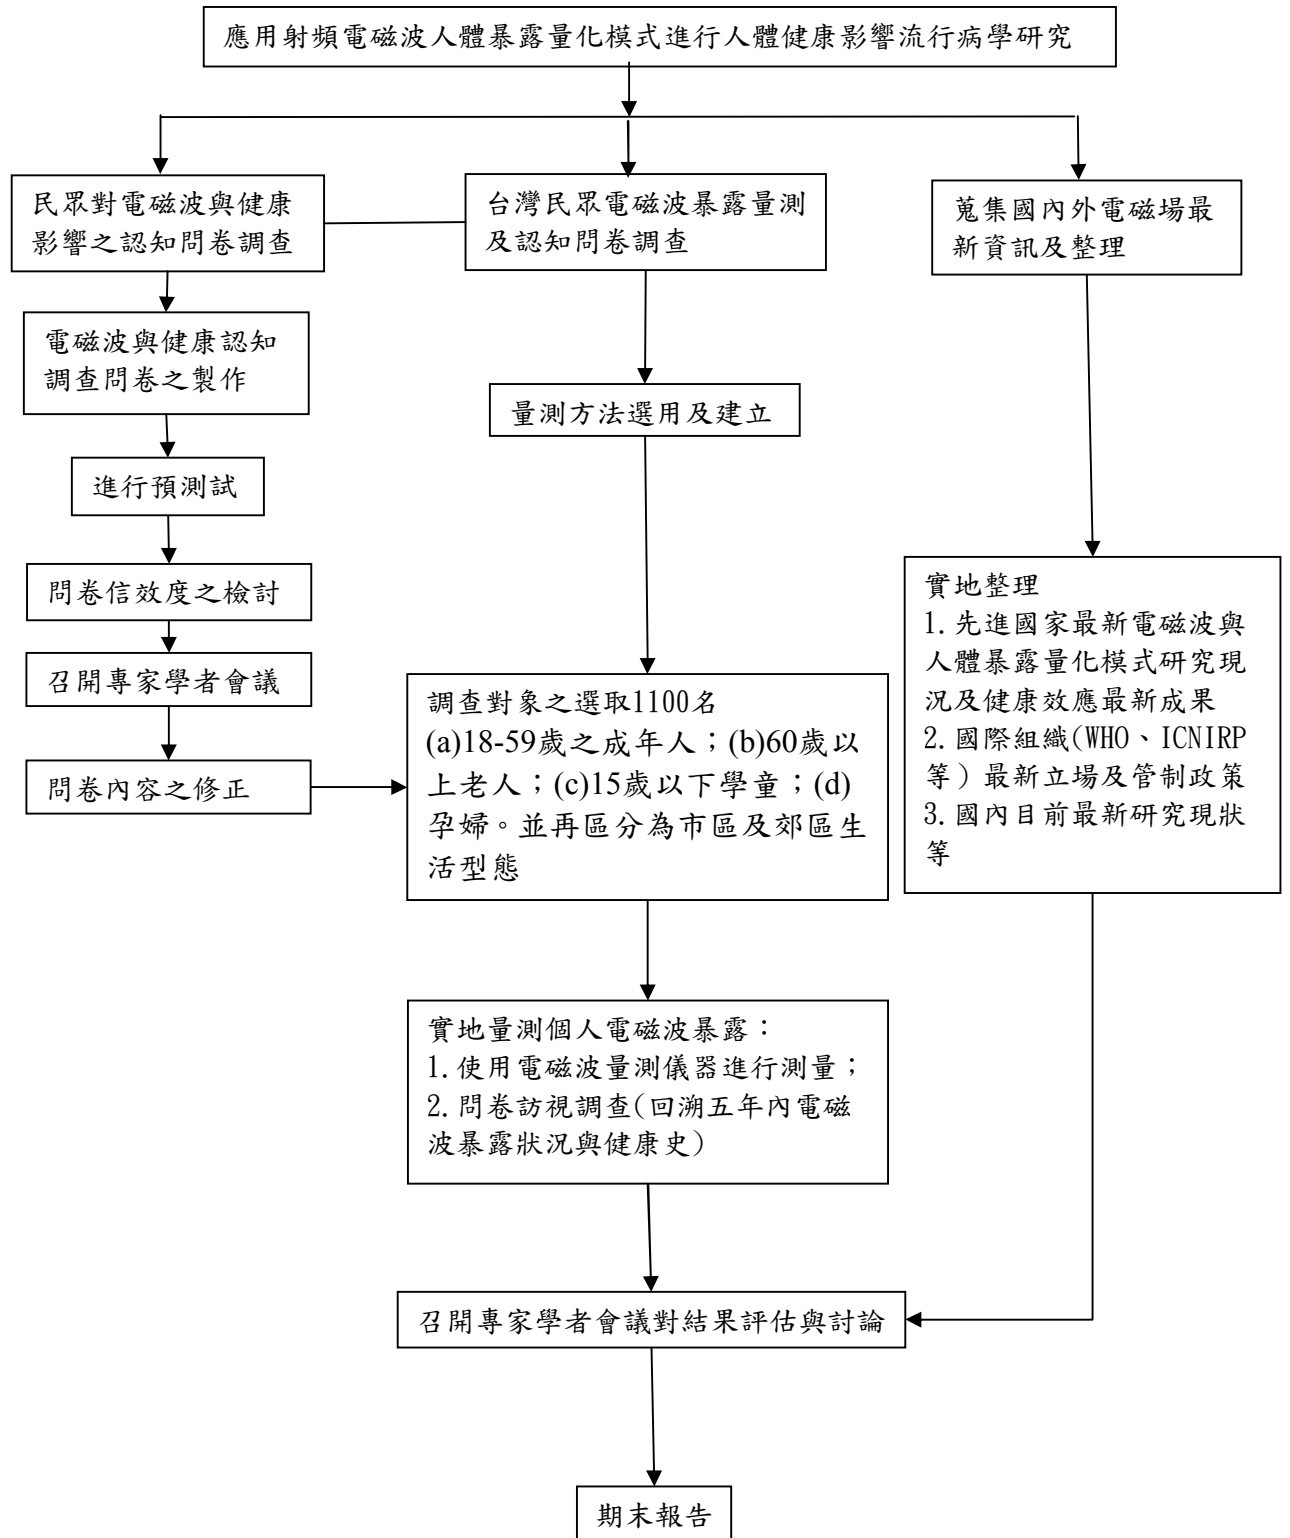 應用射頻電磁波人體暴露量化模式進行人體健康影響流行病學研究
民眾對電磁波與健康
影響之認知問卷調查
台灣民眾電磁波暴露量測
及認知問卷調查
蒐集國內外電磁場最
新資訊及整理
電磁波與健康認知
調查問卷之製作
量測方法選用及建立
進行預測試
問卷信效度之檢討
召開專家學者會議
問卷內容之修正
調查對象之選取1100名
(a)18-59歲之成年人；(b)60歲以
上老人；(c)15歲以下學童；(d)
孕婦。並再區分為市區及郊區生
活型態
實地整理
1.先進國家最新電磁波與
人體暴露量化模式研究現
況及健康效應最新成果
2.國際組織(WHO、ICNIRP
等）最新立場及管制政策
3.國內目前最新研究現狀
等
實地量測個人電磁波暴露：
1.使用電磁波量測儀器進行測量；
2.問卷訪視調查(回溯五年內電磁
波暴露狀況與健康史)
召開專家學者會議對結果評估與討論
期末報告